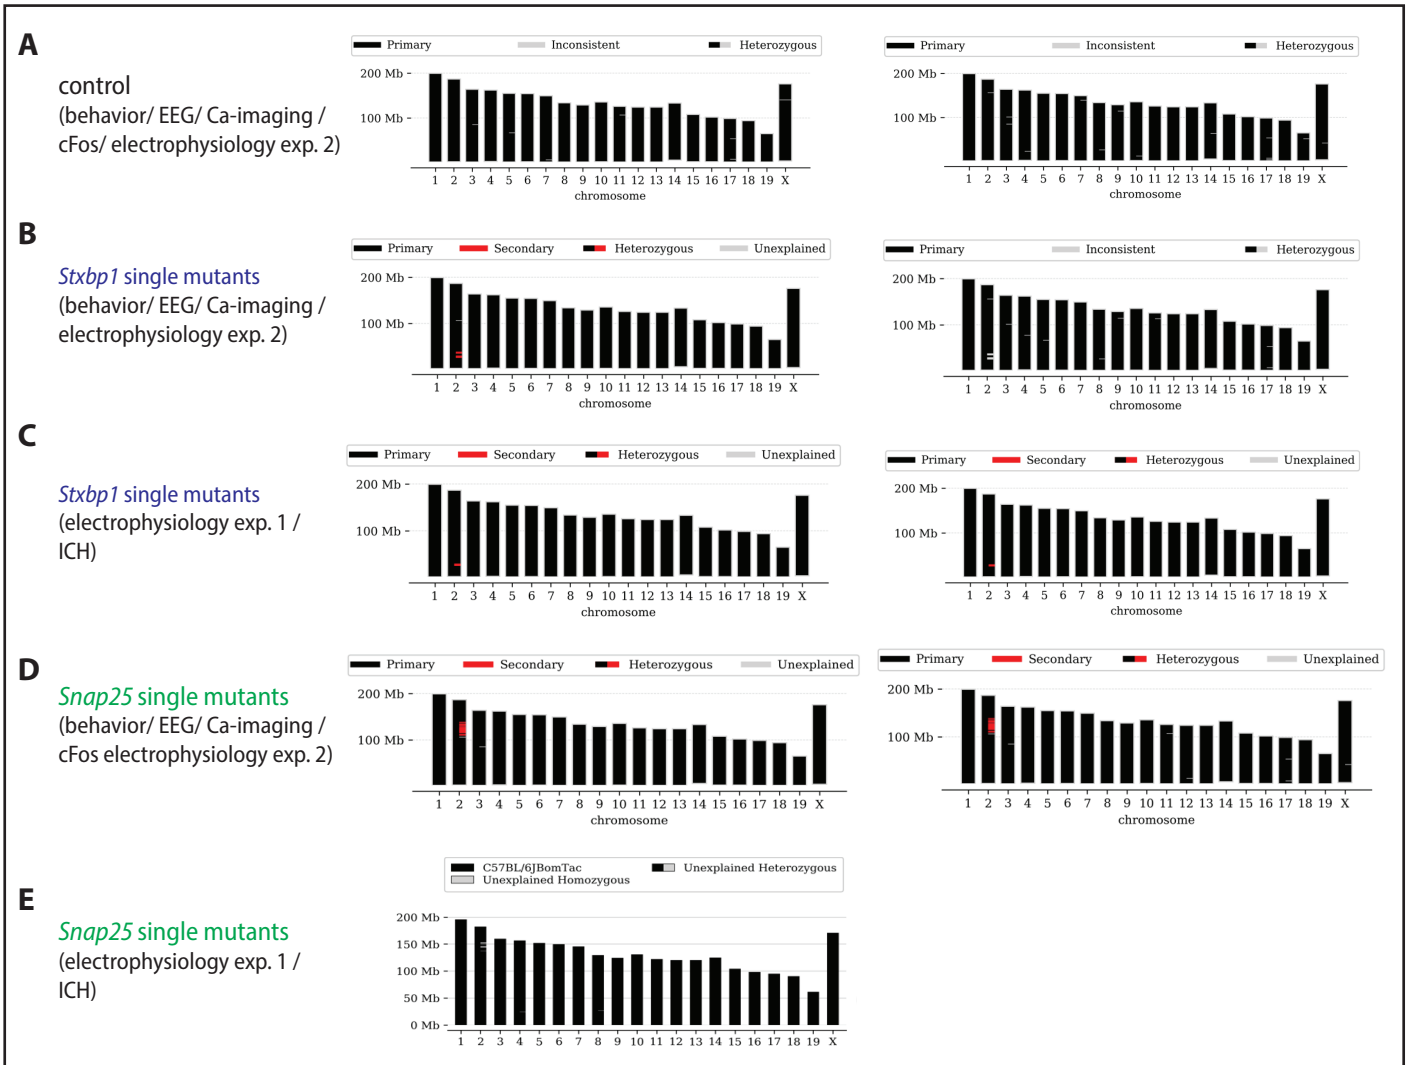 A
control
(behavior/ EEG/ Ca-imaging /
cFos/ electrophysiology exp. 2)
Primary Inconsistent Heterozygous
200 Mb
100 Mb
1 2 3 4 5 6 7 8 9 10 11 12 13 14 15 16 17 18 19 X
chromosome
Primary Inconsistent Heterozygous
200 Mb
100 Mb
1 2 3 4 5 6 7 8 9 10 11 12 13 14 15 16 17 18 19 X
chromosome
B
Stxbp1 single mutants
(behavior/ EEG/ Ca-imaging /
electrophysiology exp. 2)
Primary Secondary Heterozygous Unexplained
200 Mb
100 Mb
1 2 3 4 5 6 7 8 9 10 11 12 13 14 15 16 17 18 19 X
chromosome
Primary Inconsistent Heterozygous
200 Mb
100 Mb
1 2 3 4 5 6 7 8 9 10 11 12 13 14 15 16 17 18 19 X
chromosome
C
Stxbp1 single mutants
(electrophysiology exp. 1 /
ICH)
Primary Secondary Heterozygous Unexplained
200 Mb
100 Mb
1 2 3 4 5 6 7 8 9 10 11 12 13 14 15 16 17 18 19 X
chromosome
Primary Secondary Heterozygous Unexplained
200 Mb
100 Mb
1 2 3 4 5 6 7 8 9 10 11 12 13 14 15 16 17 18 19 X
chromosome
D
Snap25 single mutants
(behavior/ EEG/ Ca-imaging /
cFos electrophysiology exp. 2)
Primary Secondary Heterozygous Unexplained
200 Mb
100 Mb
1 2 3 4 5 6 7 8 9 10 11 12 13 14 15 16 17 18 19 X
chromosome
Primary Secondary Heterozygous Unexplained
200 Mb
100 Mb
1 2 3 4 5 6 7 8 9 10 11 12 13 14 15 16 17 18 19 X
chromosome
E
Snap25 single mutants
(electrophysiology exp. 1 /
ICH)
C57BL/6JBomTac Unexplained Heterozygous
Unexplained Homozygous
200 Mb
150 Mb
100 Mb
50 Mb
0 Mb
1 2 3 4 5 6 7 8 9 10 11 12 13 14 15 16 17 18 19 X